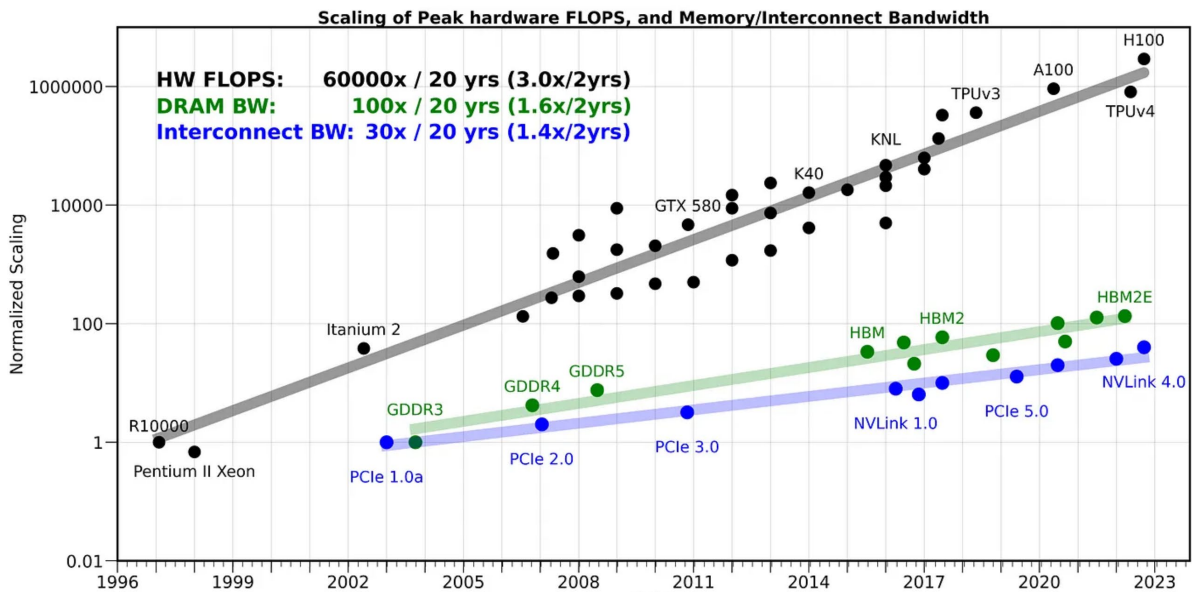 Scaling of Peak hardware FLOPS, and Memory/Interconnect Bandwidth
HW FLOPS: 60000x / 20 yrs (3.0x/2yrs)
DRAM BW: 100x / 20 yrs (1.6x/2yrs)
Interconnect BW: 30x / 20 yrs (1.4x/2yrs)
Normalized Scaling
1000000
10000
100
1
0.01
R10000
Pentium II Xeon
Itanium 2
GTX 580
K40
KNL
TPUv3
A100
H100
TPUv4
GDDR3
GDDR4
GDDR5
HBM
HBM2
HBM2E
PCIe 1.0a
PCIe 2.0
PCIe 3.0
NVLink 1.0
PCIe 5.0
NVLink 4.0
1996 1999 2002 2005 2008 2011 2014 2017 2020 2023